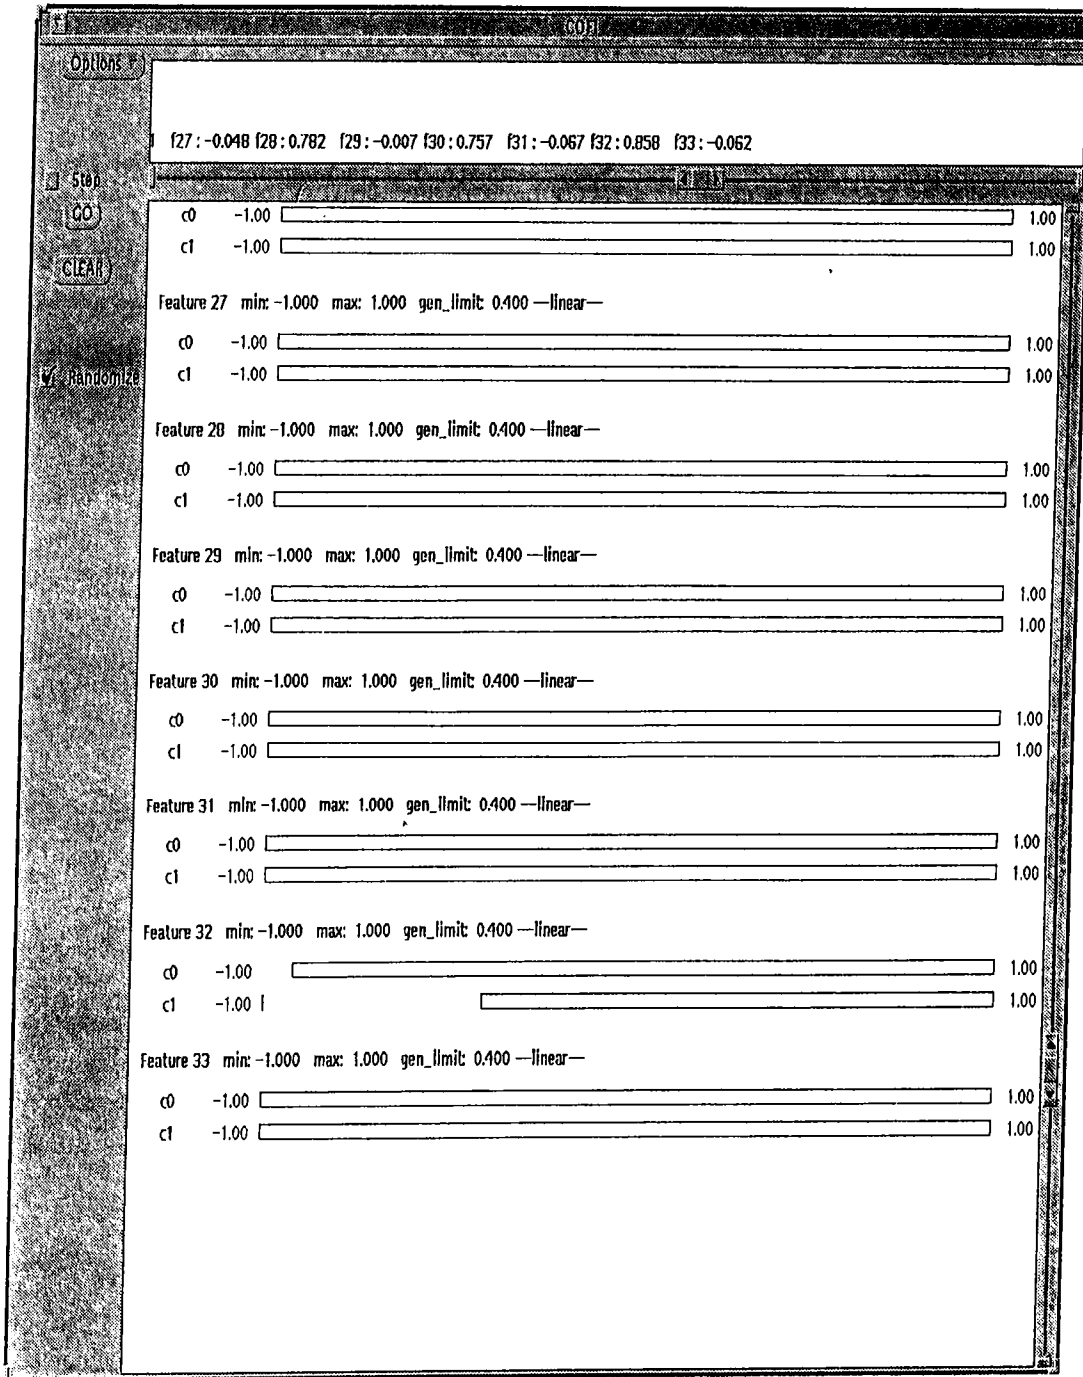 COFI
Options
f27 : -0.048 f28 : 0.782 f29 : -0.007 f30 : 0.757 f31 : -0.067 f32 : 0.858 f33 : -0.062
Step
GO
CLEAR
Randomize
c0 -1.00 1.00
c1 -1.00 1.00
Feature 27 min: -1.000 max: 1.000 gen_limit: 0.400 —linear—
c0 -1.00 1.00
c1 -1.00 1.00
Feature 28 min: -1.000 max: 1.000 gen_limit: 0.400 —linear—
c0 -1.00 1.00
c1 -1.00 1.00
Feature 29 min: -1.000 max: 1.000 gen_limit: 0.400 —linear—
c0 -1.00 1.00
c1 -1.00 1.00
Feature 30 min: -1.000 max: 1.000 gen_limit: 0.400 —linear—
c0 -1.00 1.00
c1 -1.00 1.00
Feature 31 min: -1.000 max: 1.000 gen_limit: 0.400 —linear—
c0 -1.00 1.00
c1 -1.00 1.00
Feature 32 min: -1.000 max: 1.000 gen_limit: 0.400 —linear—
c0 -1.00 1.00
c1 -1.00 1.00
Feature 33 min: -1.000 max: 1.000 gen_limit: 0.400 —linear—
c0 -1.00 1.00
c1 -1.00 1.00